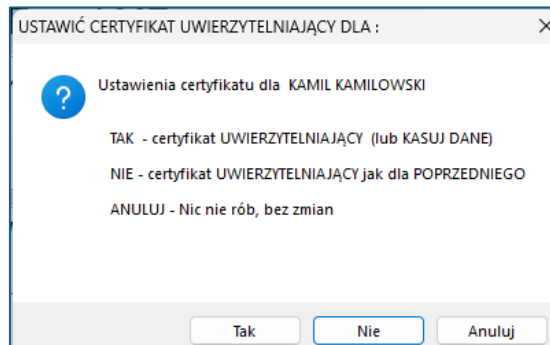 USTAWIĆ CERTYFIKAT UWIERZYTELNIAJĄCY DLA :
Ustawienia certyfikatu dla KAMIL KAMILOWSKI
TAK - certyfikat UWIERZYTELNIAJĄCY (lub KASUJ DANE)
NIE - certyfikat UWIERZYTELNIAJĄCY jak dla POPRZEDNIEGO
ANULUJ - Nic nie rób, bez zmian
Tak Nie Anuluj